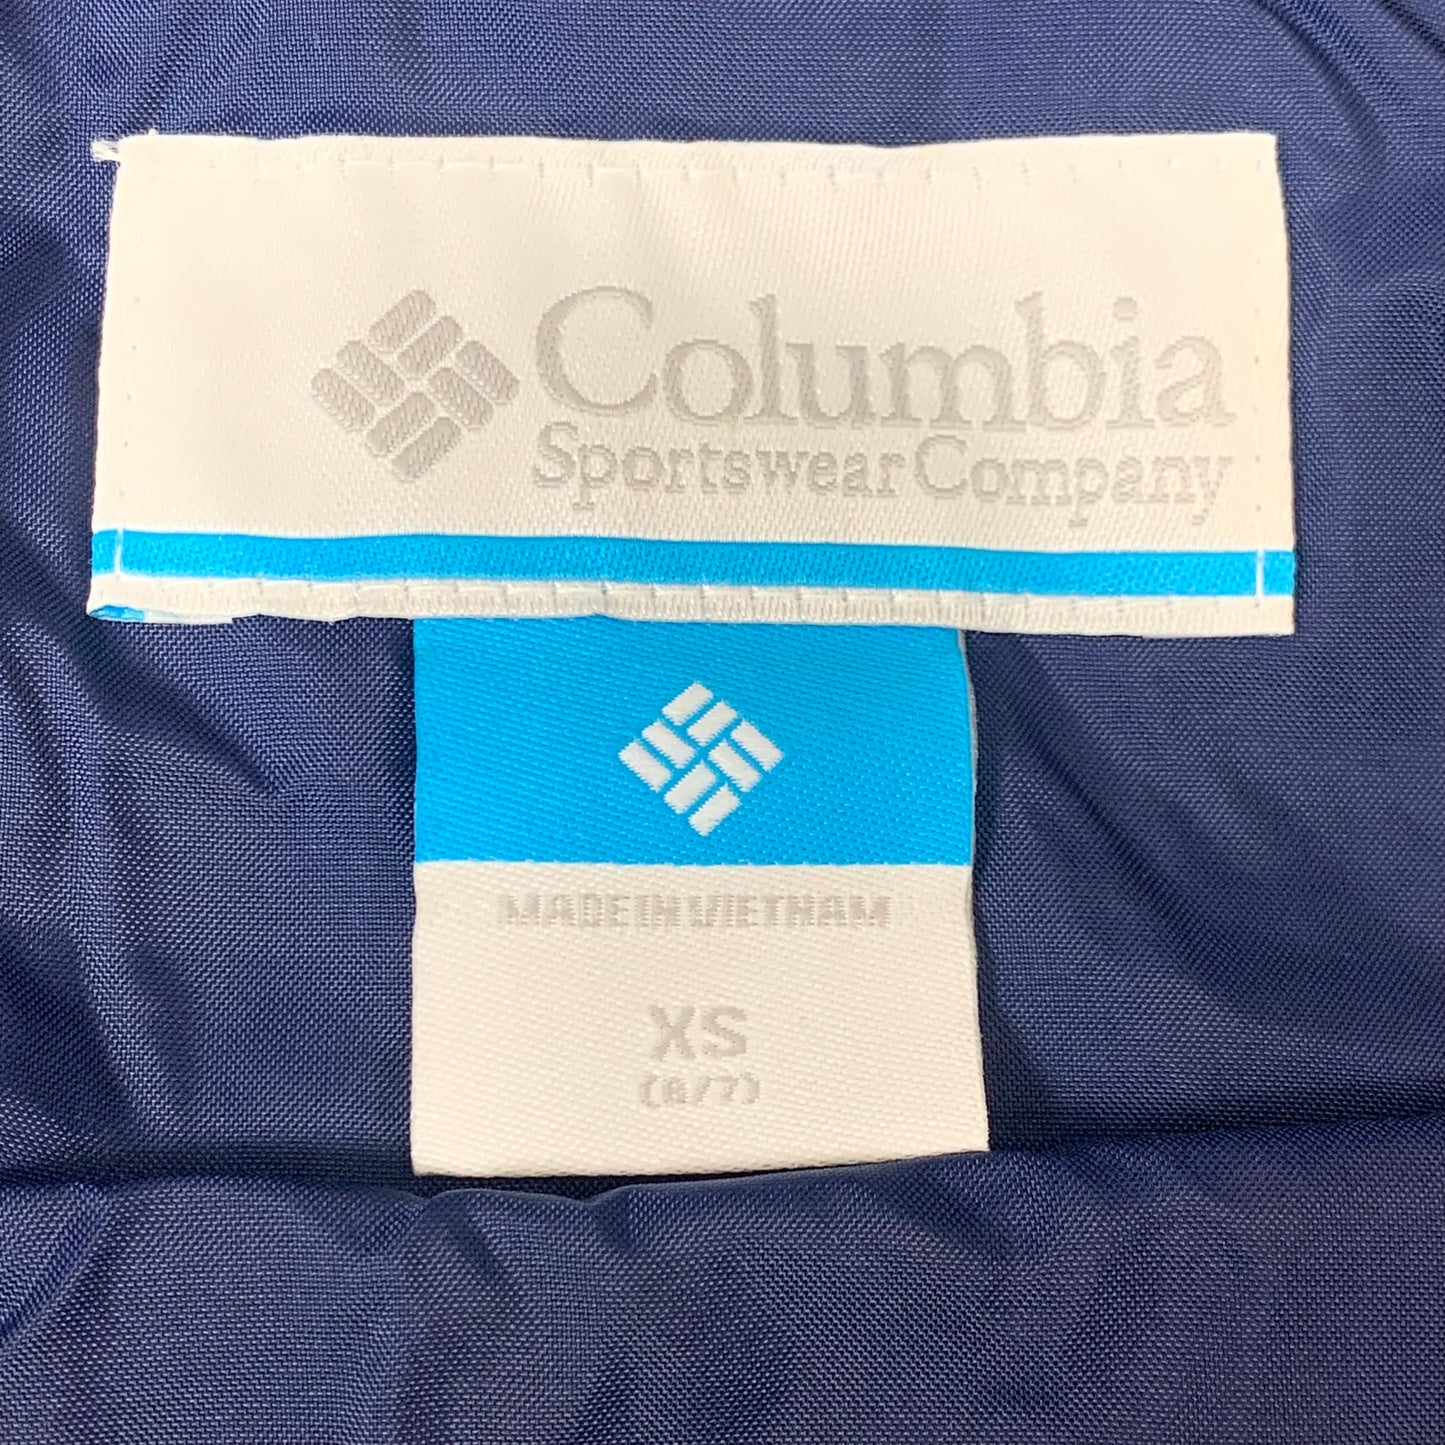 Columbia
Sportswear Company
MADE IN VIETNAM
XS
(6/7)